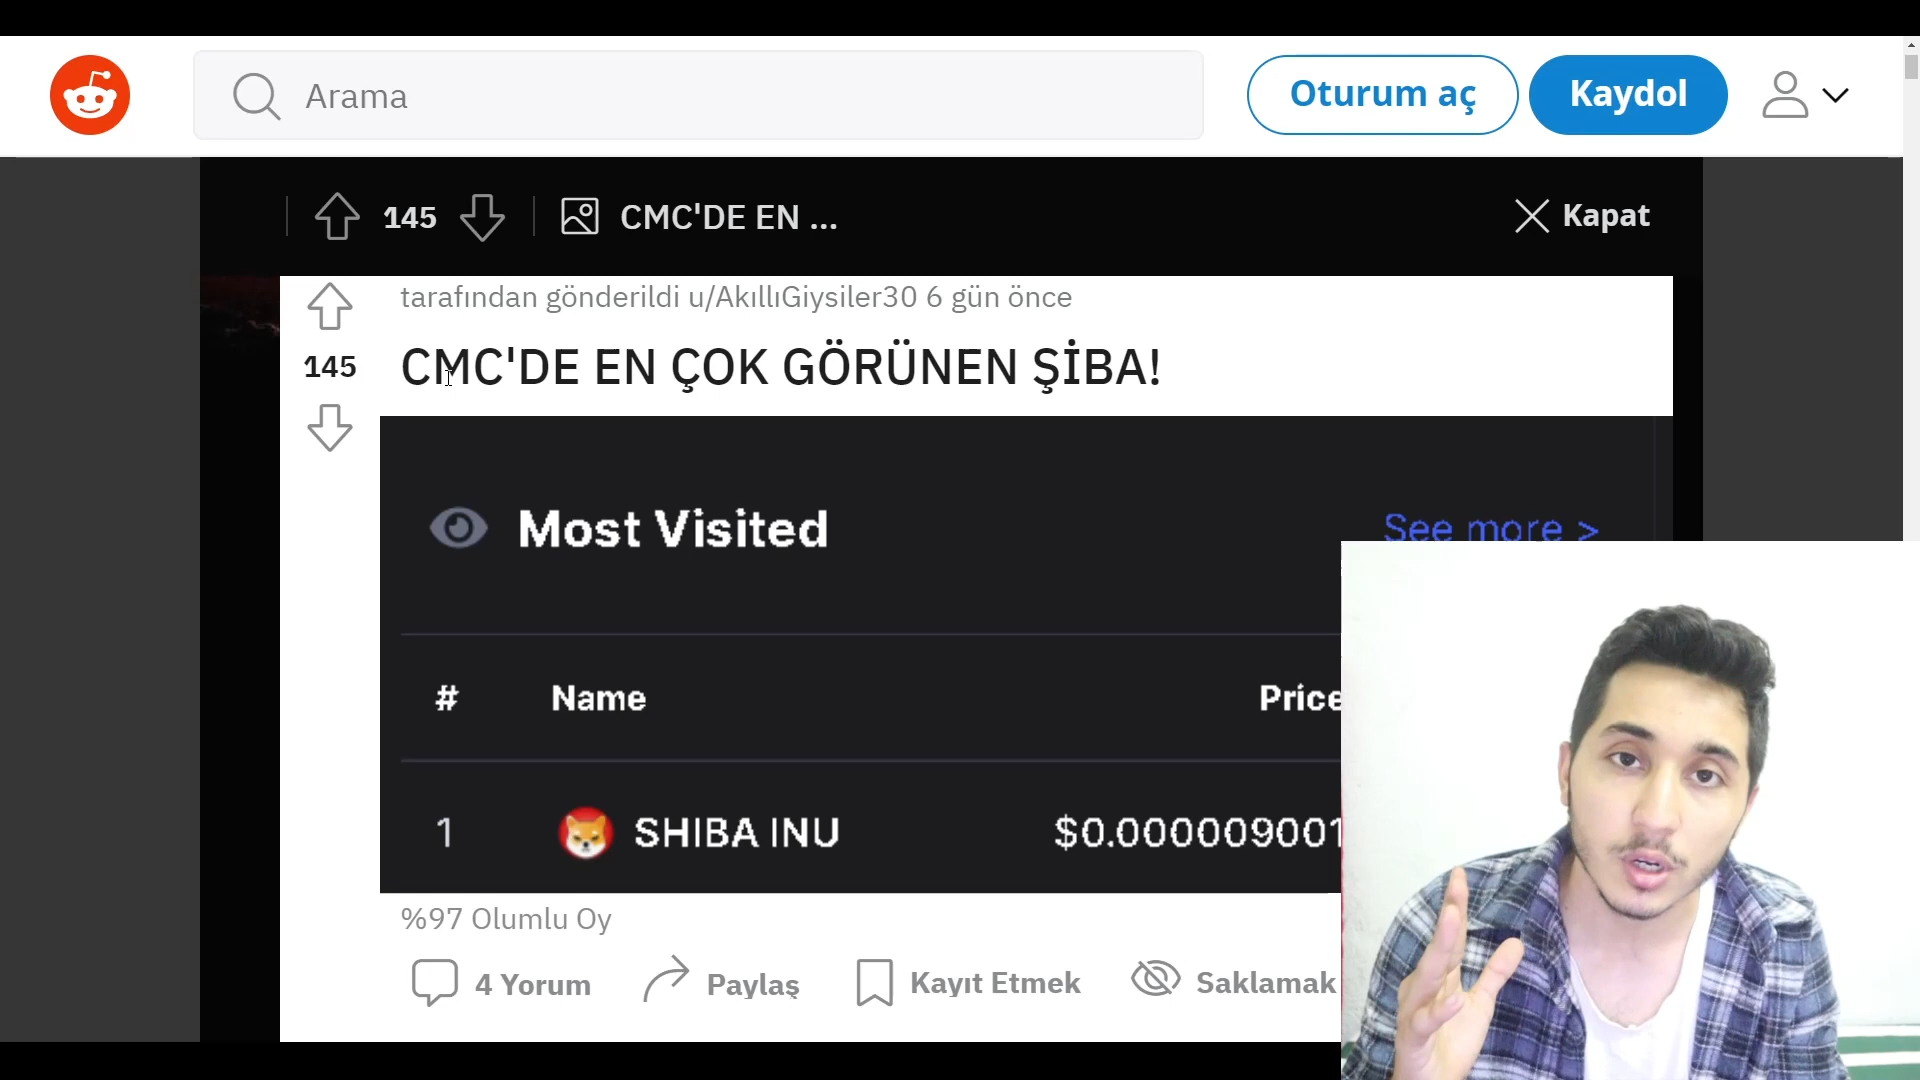 Arama
Oturum aç
Kaydol
145
CMC'DE EN ...
Kapat
tarafından gönderildi u/AkıllıGiysiler30 6 gün önce
145
CMC'DE EN ÇOK GÖRÜNEN ŞİBA!
Most Visited
See more >
# Name Price
1 SHIBA INU $0.000009001
%97 Olumlu Oy
4 Yorum
Paylaş
Kayıt Etmek
Saklamak